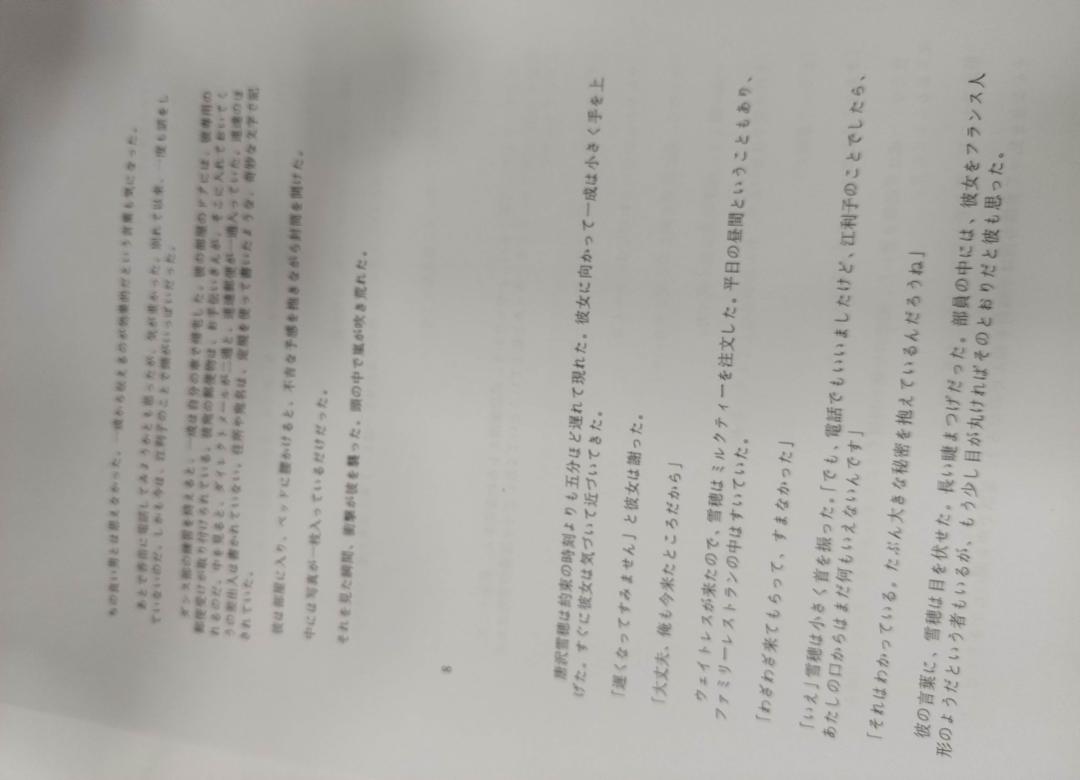 ちの良い男とは思えなかった。一成から絞えるのが効果的だという言葉も気になった。
あとで香苗に電話してみようかとも思ったが、気が重かった。別れて以来、一度も話をし
ていないのだ。しかも今は、江利子のことで頭がいっぱいだった。
ダンス部の練習を終えると、一成は自分の車で帰宅した。彼の部屋のドアには、彼専用の
郵便受けが取り付けられている。彼宛の郵便物は、お手伝いさんが、そこに入れておいてく
れるのだ。中を見ると、ダイレクトメールが二通と、速達郵便が一通入っていた。速達のほ
うの差出人は書かれていない。住所や宛名は、定規を使って書いたような、奇妙な文字で記
されていた。
彼は部屋に入り、ベッドに腰かけると、不吉な予感を抱きながら封筒を開けた。
中には写真が一枚入っているだけだった。
それを見た瞬間、衝撃が彼を襲った。頭の中で嵐が吹き荒れた。
8
唐沢雪穂は約束の時刻よりも五分ほど遅れて現れた。彼女に向かって一成は小さく手を上
げた。すぐに彼女は気づいて近づいてきた。
「遅くなってすみません」と彼女は謝った。
「大丈夫、俺も今来たところだから」
ウェイトレスが来たので、雪穂はミルクティーを注文した。平日の昼間ということもあり、
ファミリーレストランの中はすいていた。
「わざわざ来てもらって、すまなかった」
「いえ」雪穂は小さく首を振った。「でも、電話でもいいましたけど、江利子のことでしたら、
あたしの口からはまだ何もいえないんです」
「それはわかっている。たぶん大きな秘密を抱えているんだろうね」
彼の言葉に、雪穂は目を伏せた。長い睫まつげだった。部員の中には、彼女をフランス人
形のようだという者もいるが、もう少し目が丸ければそのとおりだと彼も思った。